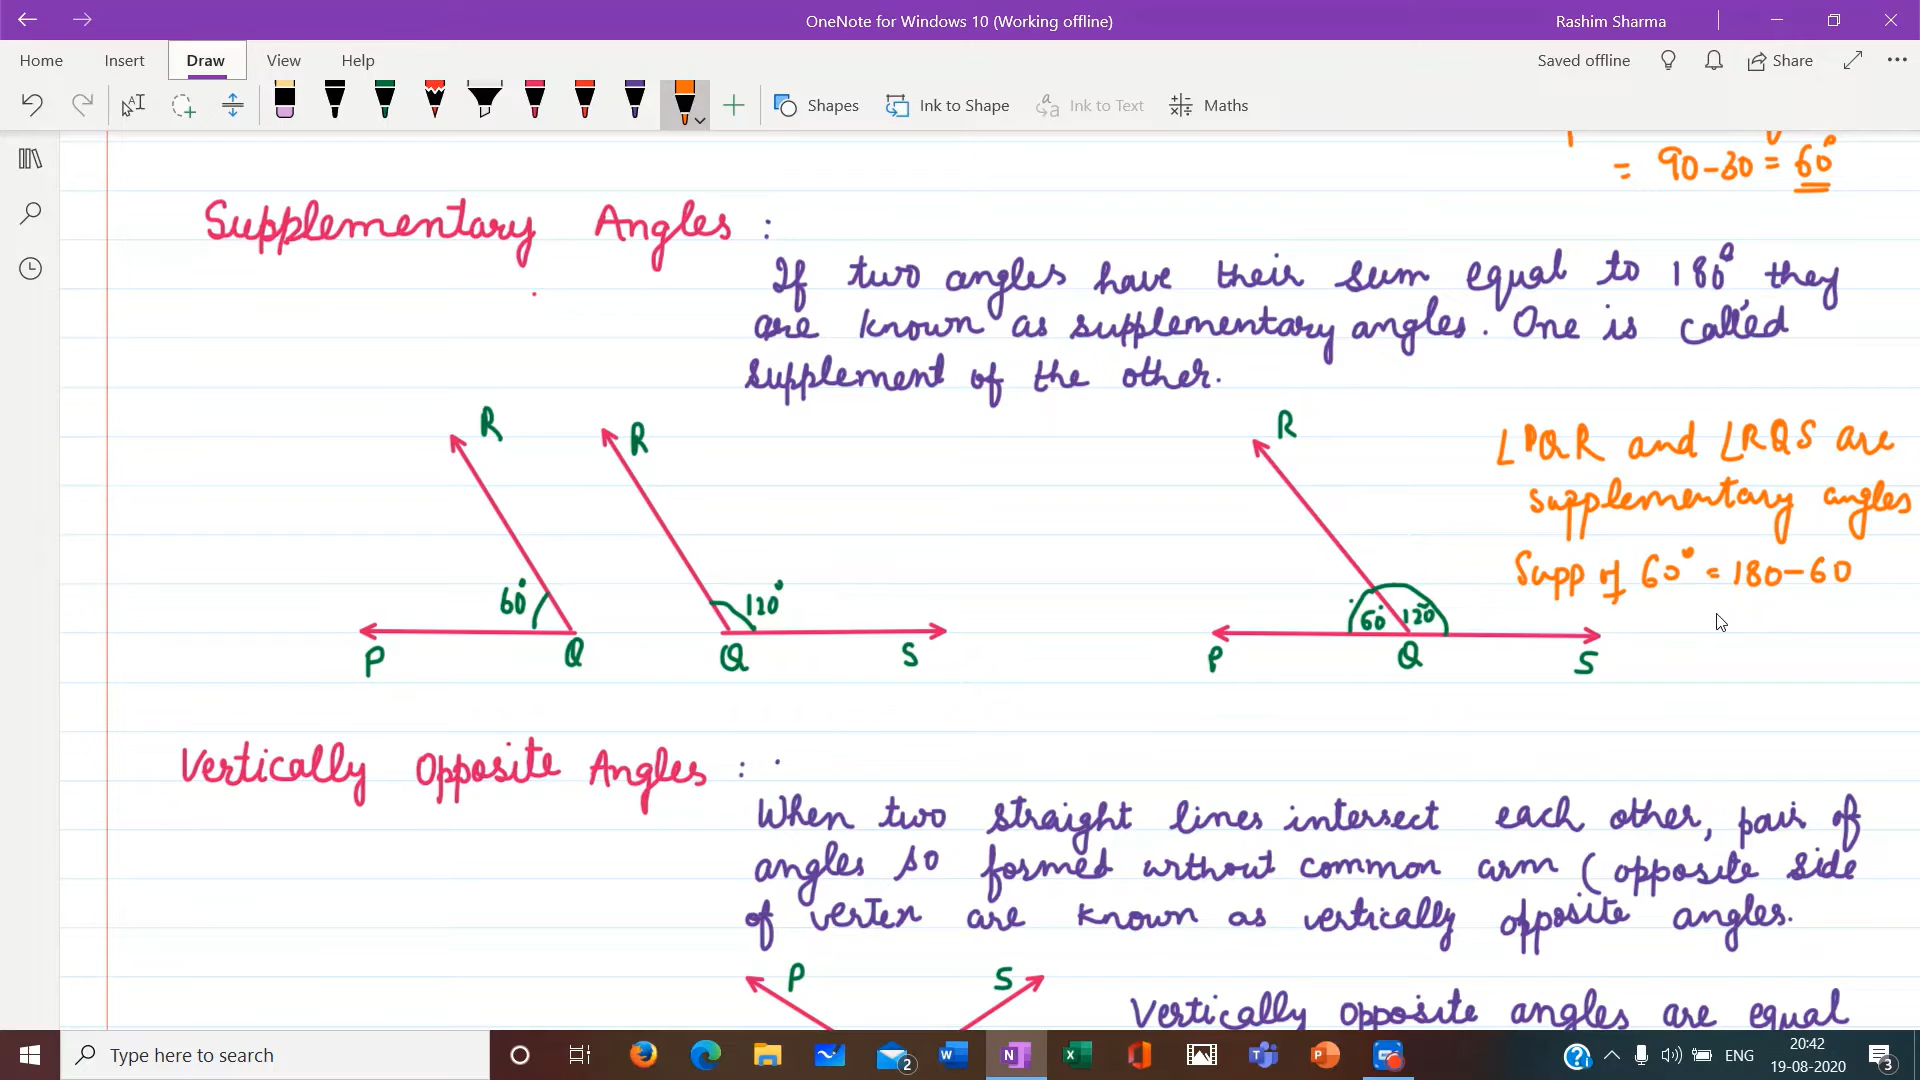 OneNote for Windows 10 (Working offline)
Rashim Sharma
Home Insert Draw View Help
Saved offline
Share
Shapes
Ink to Shape
Ink to Text
Maths
= 90-30 = 60°
Supplementary Angles :
If two angles have their sum equal to 180° they
are known as supplementary angles. One is called
supplement of the other.
R
60°
P
Q
R
120°
Q
S
R
60 120
P
Q
S
∠PQR and ∠RQS are
supplementary angles
Supp of 60° = 180-60
Vertically Opposite Angles :
When two straight lines intersect each other, pair of
angles so formed without common arm (opposite side
of vertex are known as vertically opposite angles.
P
S
Vertically opposite angles are equal
Type here to search
2
ENG
20:42
19-08-2020
3